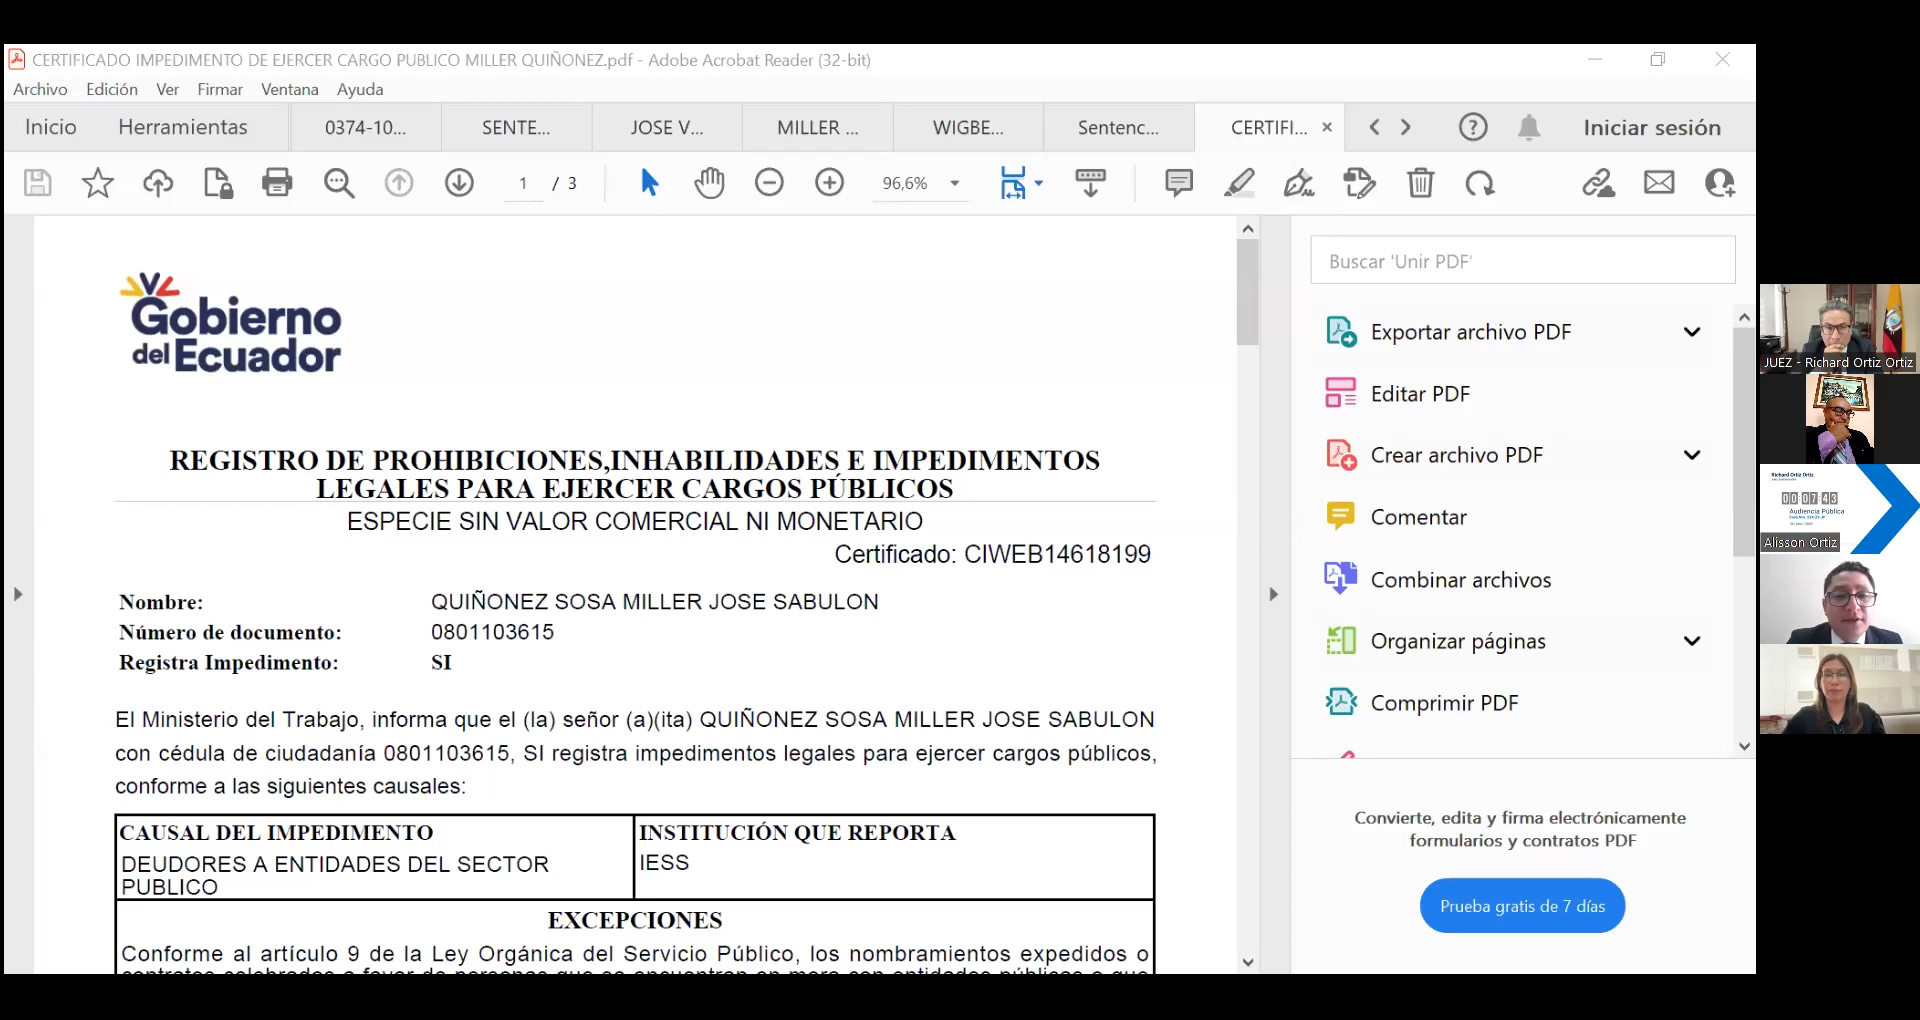 CERTIFICADO IMPEDIMENTO DE EJERCER CARGO PUBLICO MILLER QUIÑONEZ.pdf - Adobe Acrobat Reader (32-bit)
Archivo Edición Ver Firmar Ventana Ayuda
Inicio Herramientas 0374-10... SENTE... JOSE V... MILLER ... WIGBE... Sentenc... CERTIFI... × Iniciar sesión
1 / 3 96,6%
Gobierno
del Ecuador
REGISTRO DE PROHIBICIONES,INHABILIDADES E IMPEDIMENTOS
LEGALES PARA EJERCER CARGOS PÚBLICOS
ESPECIE SIN VALOR COMERCIAL NI MONETARIO
Certificado: CIWEB14618199
Nombre: QUIÑONEZ SOSA MILLER JOSE SABULON
Número de documento: 0801103615
Registra Impedimento: SI
El Ministerio del Trabajo, informa que el (la) señor (a)(ita) QUIÑONEZ SOSA MILLER JOSE SABULON
con cédula de ciudadanía 0801103615, SI registra impedimentos legales para ejercer cargos públicos,
conforme a las siguientes causales:
CAUSAL DEL IMPEDIMENTO
DEUDORES A ENTIDADES DEL SECTOR
PUBLICO
INSTITUCIÓN QUE REPORTA
IESS
EXCEPCIONES
Conforme al artículo 9 de la Ley Orgánica del Servicio Público, los nombramientos expedidos o
Buscar 'Unir PDF'
Exportar archivo PDF
Editar PDF
Crear archivo PDF
Comentar
Combinar archivos
Organizar páginas
Comprimir PDF
Convierte, edita y firma electrónicamente
formularios y contratos PDF
Prueba gratis de 7 días
JUEZ - Richard Ortiz Ortiz
Richard Ortiz Ortiz
00:07:43
Audiencia Pública
Alisson Ortiz